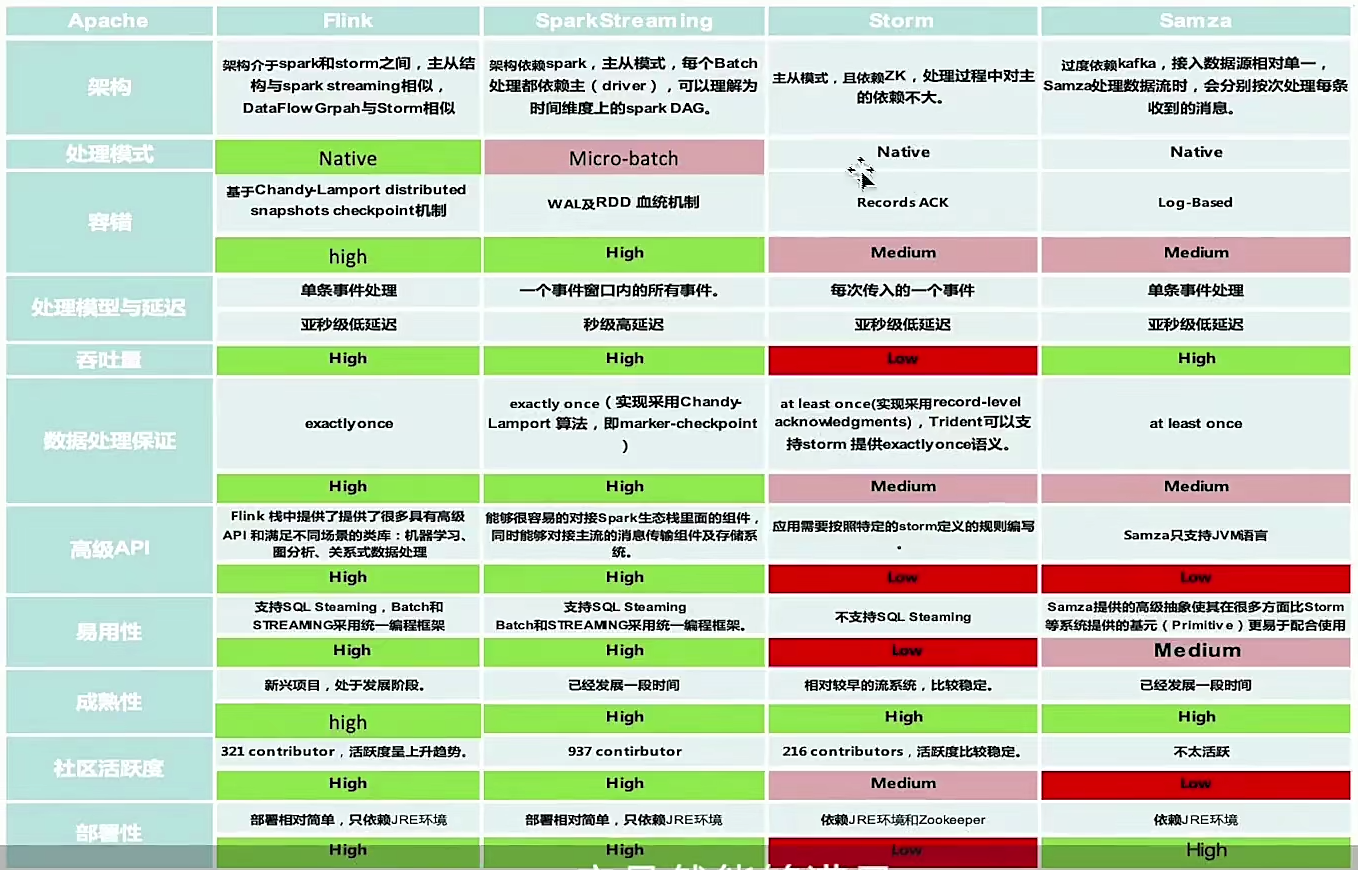 Apache Flink SparkStreaming Storm Samza
架构
架构介于spark和storm之间，主从结
构与spark streaming相似，
DataFlow Grpah与Storm相似
架构依赖spark，主从模式，每个Batch
处理都依赖主（driver），可以理解为
时间维度上的spark DAG。
主从模式，且依赖ZK，处理过程中对主
的依赖不大。
过度依赖kafka，接入数据源相对单一，
Samza处理数据流时，会分别按次处理每条
收到的消息。
处理模式
Native
Micro-batch
Native
Native
容错
基于Chandy-Lamport distributed
snapshots checkpoint机制
WAL及RDD 血统机制
Records ACK
Log-Based
high
High
Medium
Medium
处理模型与延迟
单条事件处理
一个事件窗口内的所有事件。
每次传入的一个事件
单条事件处理
亚秒级低延迟
秒级高延迟
亚秒级低延迟
亚秒级低延迟
吞吐量
High
High
Low
High
数据处理保证
exactly once
exactly once（实现采用Chandy-
Lamport 算法，即marker-checkpoint
）
at least once(实现采用record-level
acknowledgments)，Trident可以支
持storm 提供exactly once语义。
at least once
High
High
Medium
Medium
高级API
Flink 栈中提供了提供了很多具有高级
API 和满足不同场景的类库：机器学习、
图分析、关系式数据处理
能够很容易的对接Spark生态栈里面的组件，
同时能够对接主流的消息传输组件及存储系
统。
应用需要按照特定的storm定义的规则编写
。
Samza只支持JVM语言
High
High
Low
Low
易用性
支持SQL Steaming，Batch和
STREAMING采用统一编程框架
支持SQL Steaming
Batch和STREAMING采用统一编程框架。
不支持SQL Steaming
Samza提供的高级抽象使其在很多方面比Storm
等系统提供的基元（Primitive）更易于配合使用
High
High
Low
Medium
成熟性
新兴项目，处于发展阶段。
已经发展一段时间
相对较早的流系统，比较稳定。
已经发展一段时间
high
High
High
High
社区活跃度
321 contributor，活跃度呈上升趋势。
937 contirbutor
216 contributors，活跃度比较稳定。
不太活跃
High
High
Medium
Low
部署性
部署相对简单，只依赖JRE环境
部署相对简单，只依赖JRE环境
依赖JRE环境和Zookeeper
依赖JRE环境
High
High
Low
High